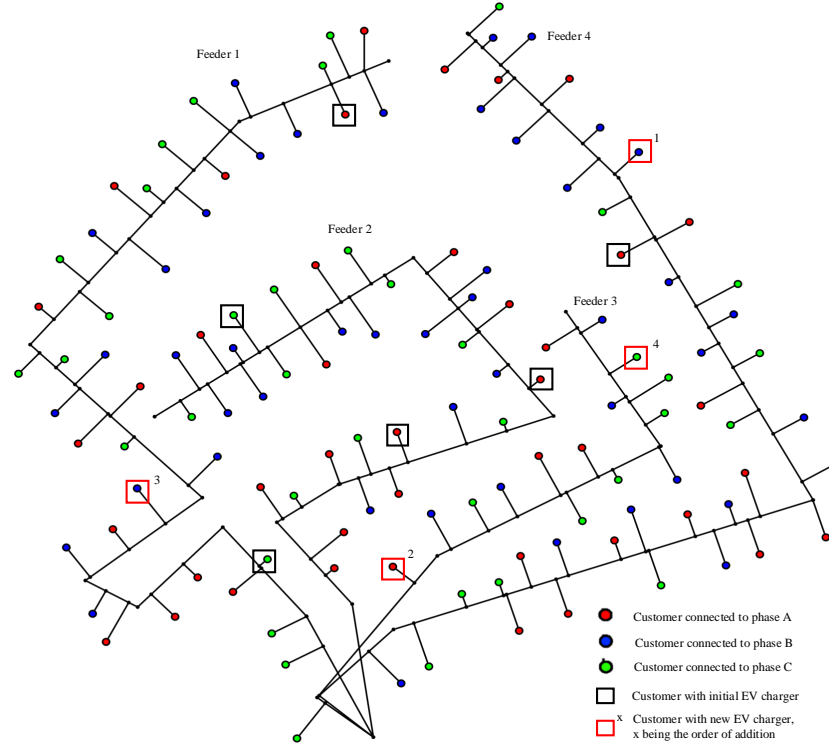 Feeder 1
Feeder 4
1
Feeder 2
Feeder 3
4
3
2
Customer connected to phase A
Customer connected to phase B
Customer connected to phase C
Customer with initial EV charger
x Customer with new EV charger,
x being the order of addition